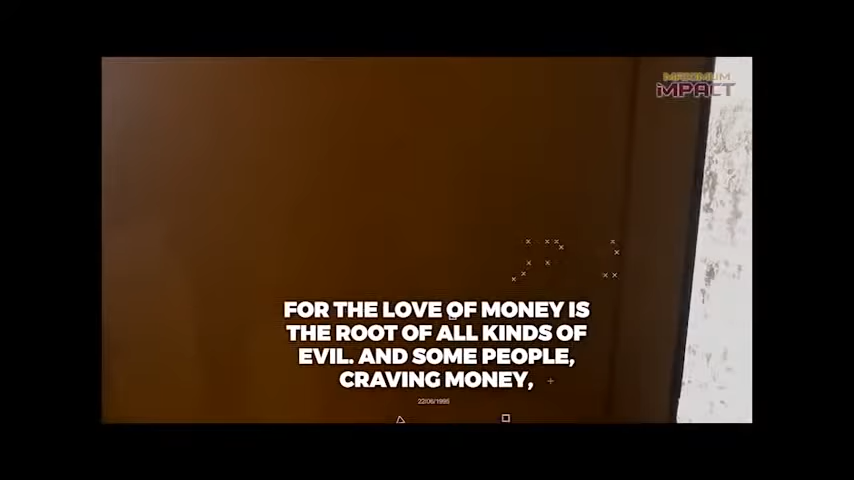 MAXIMUM
iMPACT
FOR THE LOVE OF MONEY IS
THE ROOT OF ALL KINDS OF
EVIL. AND SOME PEOPLE,
CRAVING MONEY,
22/06/1995